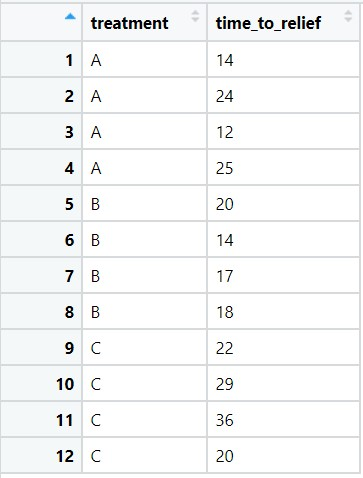 treatment time_to_relief
1 A 14
2 A 24
3 A 12
4 A 25
5 B 20
6 B 14
7 B 17
8 B 18
9 C 22
10 C 29
11 C 36
12 C 20